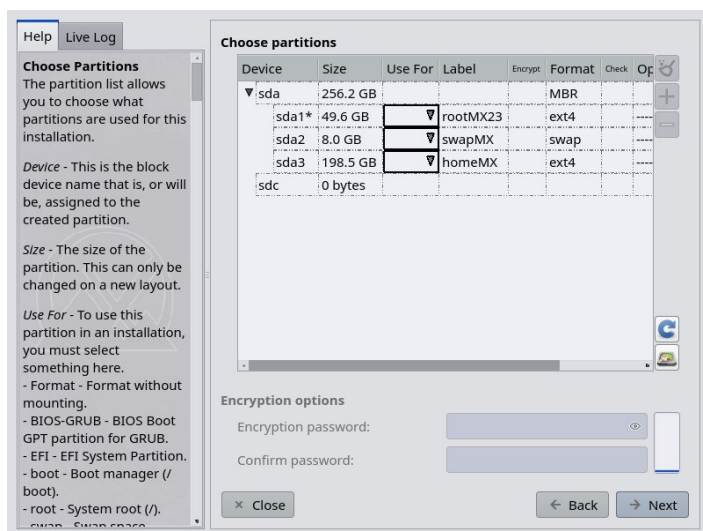 Help Live Log
Choose Partitions
The partition list allows
you to choose what
partitions are used for this
installation.
Device - This is the block
device name that is, or will
be, assigned to the
created partition.
Size - The size of the
partition. This can only be
changed on a new layout.
Use For - To use this
partition in an installation,
you must select
something here.
- Format - Format without
mounting.
- BIOS-GRUB - BIOS Boot
GPT partition for GRUB.
- EFI - EFI System Partition.
- boot - Boot manager (/
boot).
- root - System root (/).
- swap - Swap space.
Choose partitions
Device Size Use For Label Encrypt Format Check Op
sda 256.2 GB MBR
sda1* 49.6 GB rootMX23 ext4 ----
sda2 8.0 GB swapMX swap ----
sda3 198.5 GB homeMX ext4 ----
sdc 0 bytes
Encryption options
Encryption password:
Confirm password:
× Close ← Back → Next